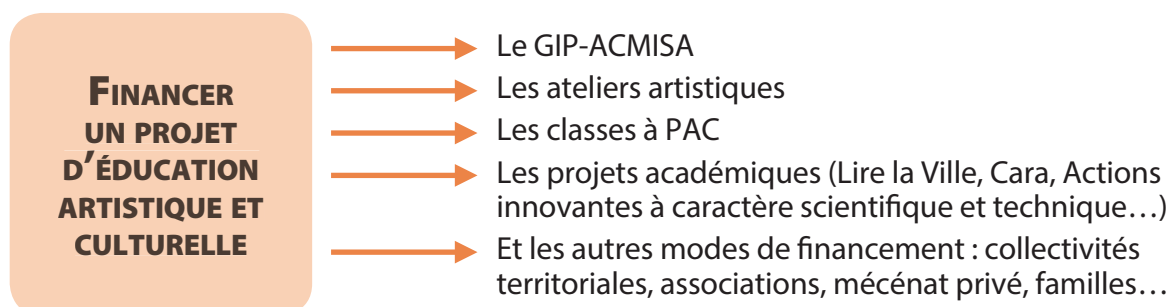 FINANCER
UN PROJET
D'ÉDUCATION
ARTISTIQUE ET
CULTURELLE
Le GIP-ACMISA
Les ateliers artistiques
Les classes à PAC
Les projets académiques (Lire la Ville, Cara, Actions
innovantes à caractère scientifique et technique…)
Et les autres modes de financement : collectivités
territoriales, associations, mécénat privé, familles…